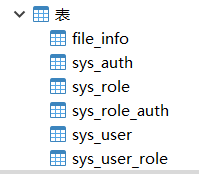 表
file_info
sys_auth
sys_role
sys_role_auth
sys_user
sys_user_role